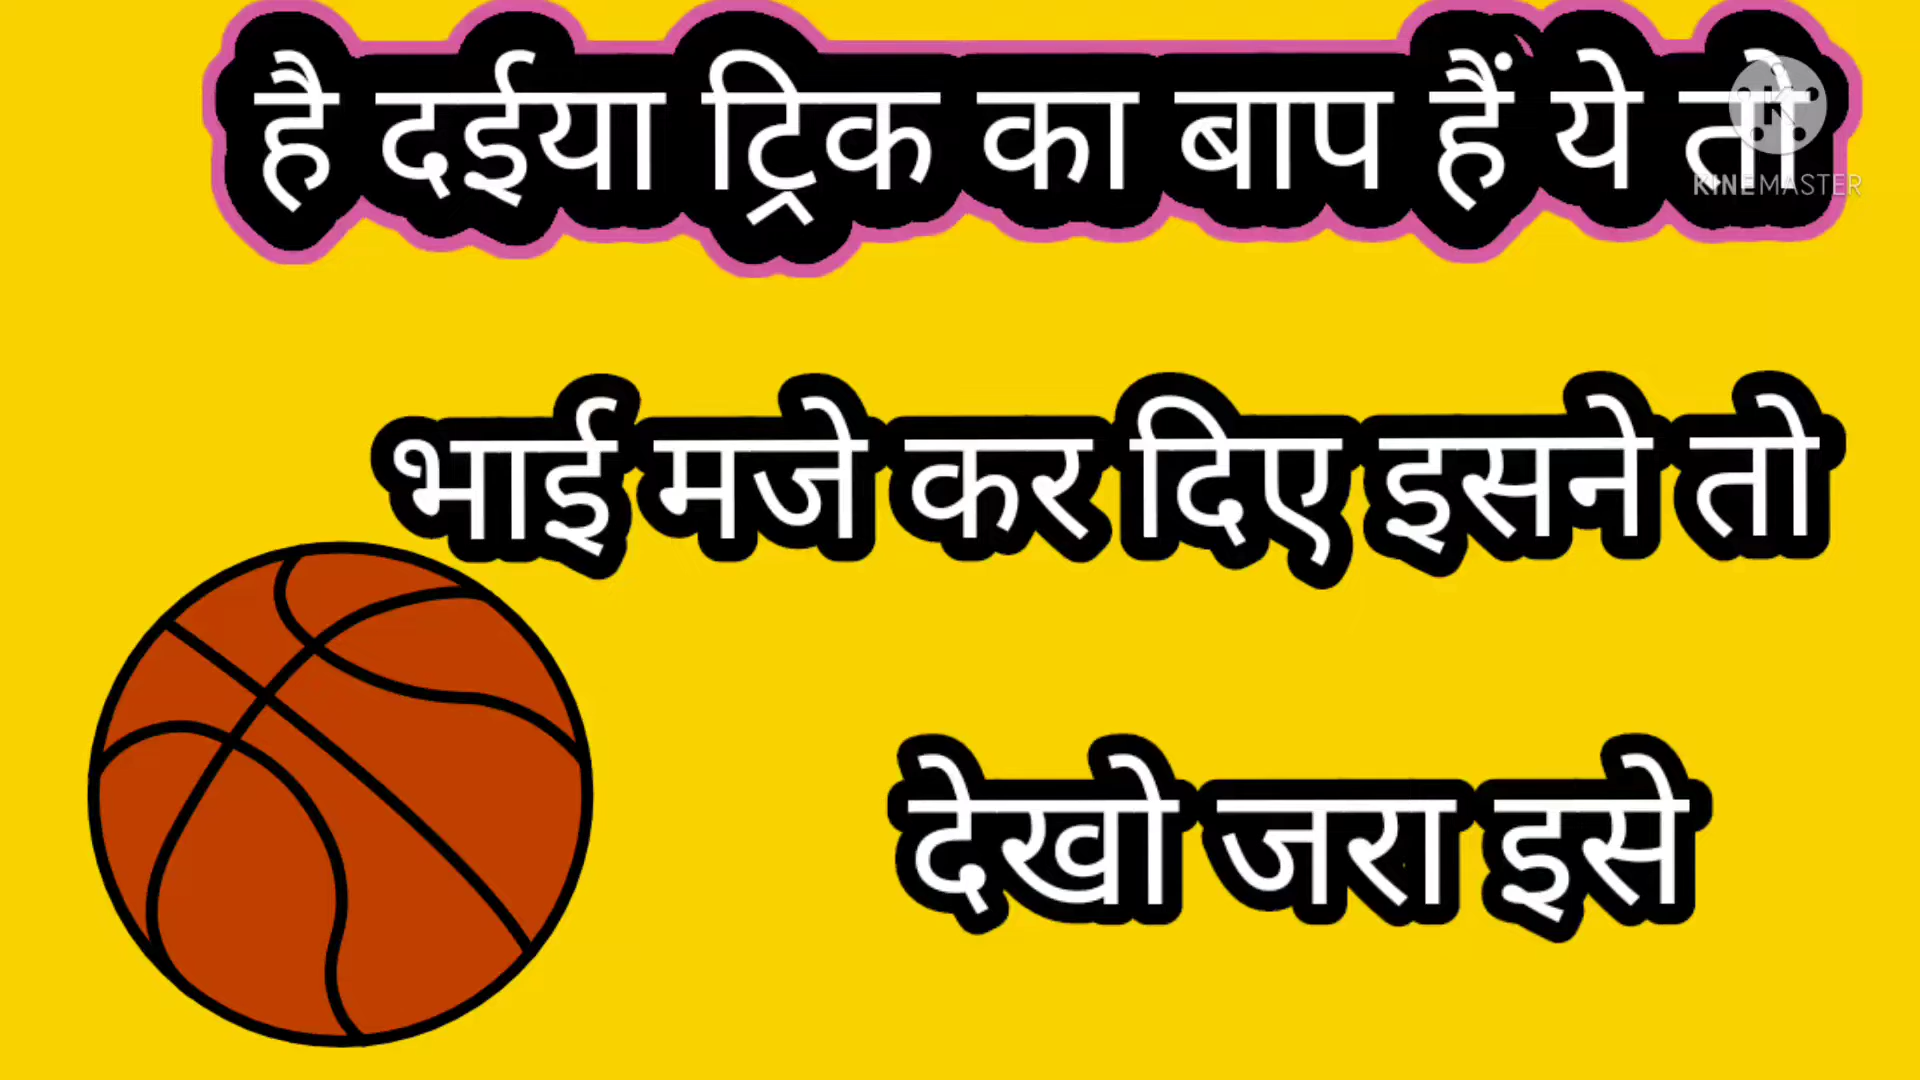 है दईया ट्रिक का बाप हैं ये तो
KINEMASTER
भाई मजे कर दिए इसने तो
देखो जरा इसे